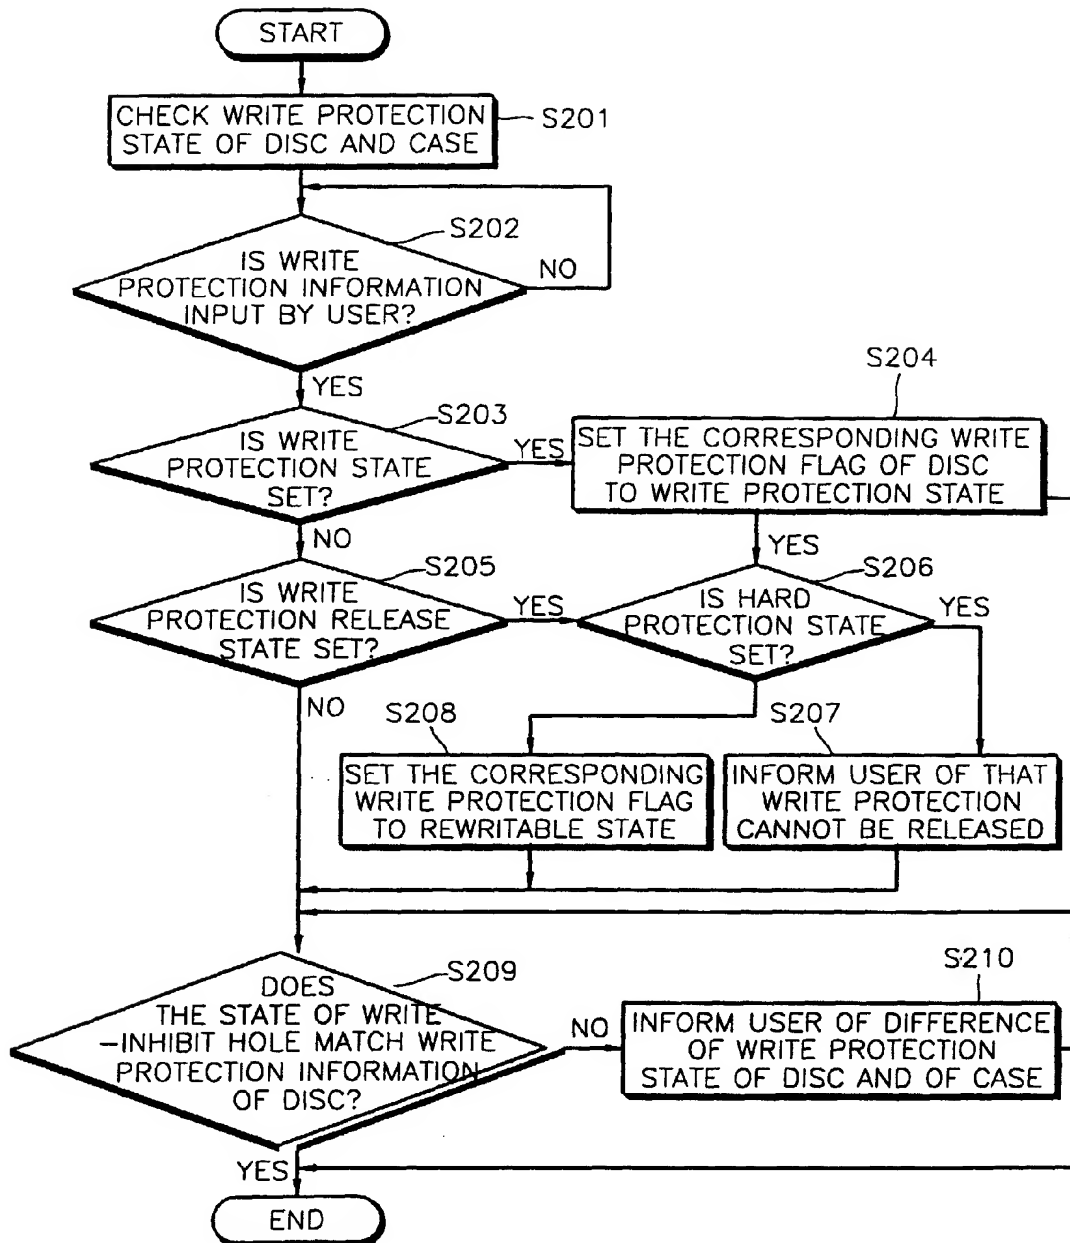 START
CHECK WRITE PROTECTION
STATE OF DISC AND CASE
S201
S202
IS WRITE
PROTECTION INFORMATION
INPUT BY USER?
NO
YES
S203
IS WRITE
PROTECTION STATE
SET?
YES
S204
SET THE CORRESPONDING WRITE
PROTECTION FLAG OF DISC
TO WRITE PROTECTION STATE
NO
YES
S205
IS WRITE
PROTECTION RELEASE
STATE SET?
YES
S206
IS HARD
PROTECTION STATE
SET?
YES
NO
S208
SET THE CORRESPONDING
WRITE PROTECTION FLAG
TO REWRITABLE STATE
S207
INFORM USER OF THAT
WRITE PROTECTION
CANNOT BE RELEASED
S209
DOES
THE STATE OF WRITE
-INHIBIT HOLE MATCH WRITE
PROTECTION INFORMATION
OF DISC?
NO
S210
INFORM USER OF DIFFERENCE
OF WRITE PROTECTION
STATE OF DISC AND OF CASE
YES
END